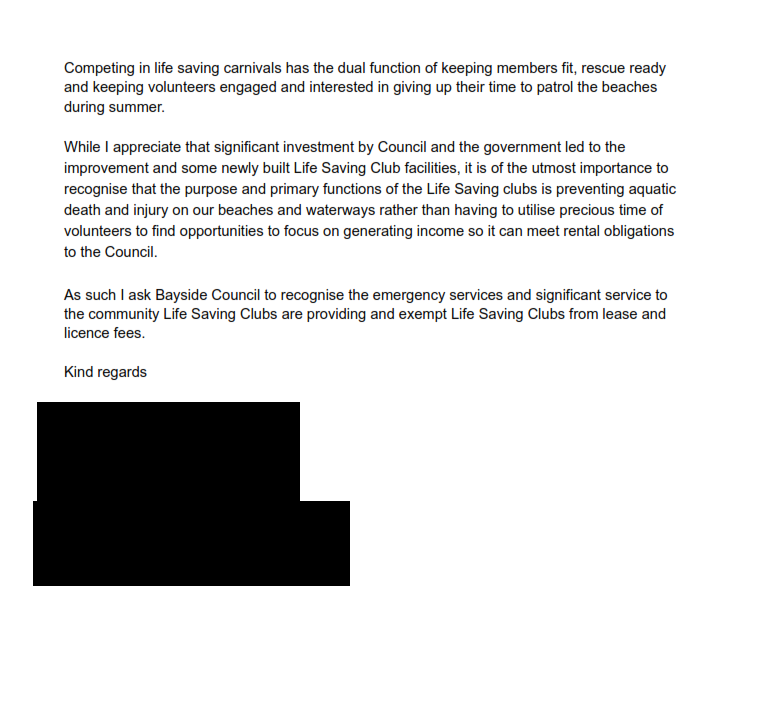 Competing in life saving carnivals has the dual function of keeping members fit, rescue ready
and keeping volunteers engaged and interested in giving up their time to patrol the beaches
during summer.
While I appreciate that significant investment by Council and the government led to the
improvement and some newly built Life Saving Club facilities, it is of the utmost importance to
recognise that the purpose and primary functions of the Life Saving clubs is preventing aquatic
death and injury on our beaches and waterways rather than having to utilise precious time of
volunteers to find opportunities to focus on generating income so it can meet rental obligations
to the Council.
As such I ask Bayside Council to recognise the emergency services and significant service to
the community Life Saving Clubs are providing and exempt Life Saving Clubs from lease and
licence fees.
Kind regards